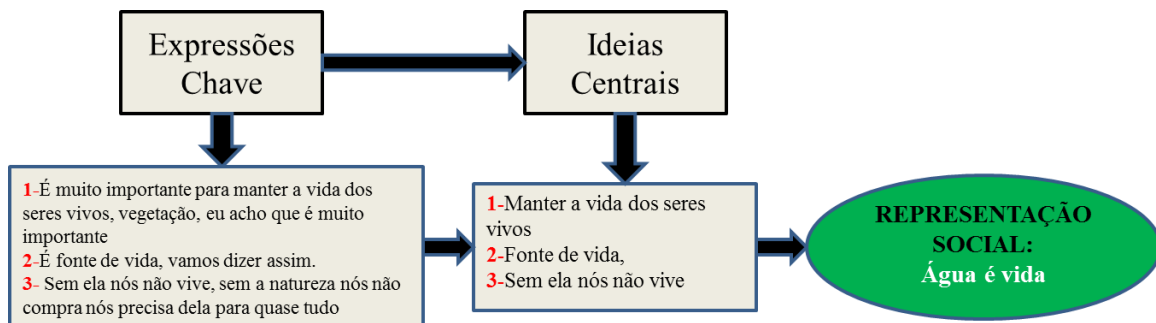 Expressões
Chave
Ideias
Centrais
1-É muito importante para manter a vida dos
seres vivos, vegetação, eu acho que é muito
importante
2-É fonte de vida, vamos dizer assim.
3- Sem ela nós não vive, sem a natureza nós não
compra nós precisa dela para quase tudo
1-Manter a vida dos seres
vivos
2-Fonte de vida,
3-Sem ela nós não vive
REPRESENTAÇÃO
SOCIAL:
Água é vida